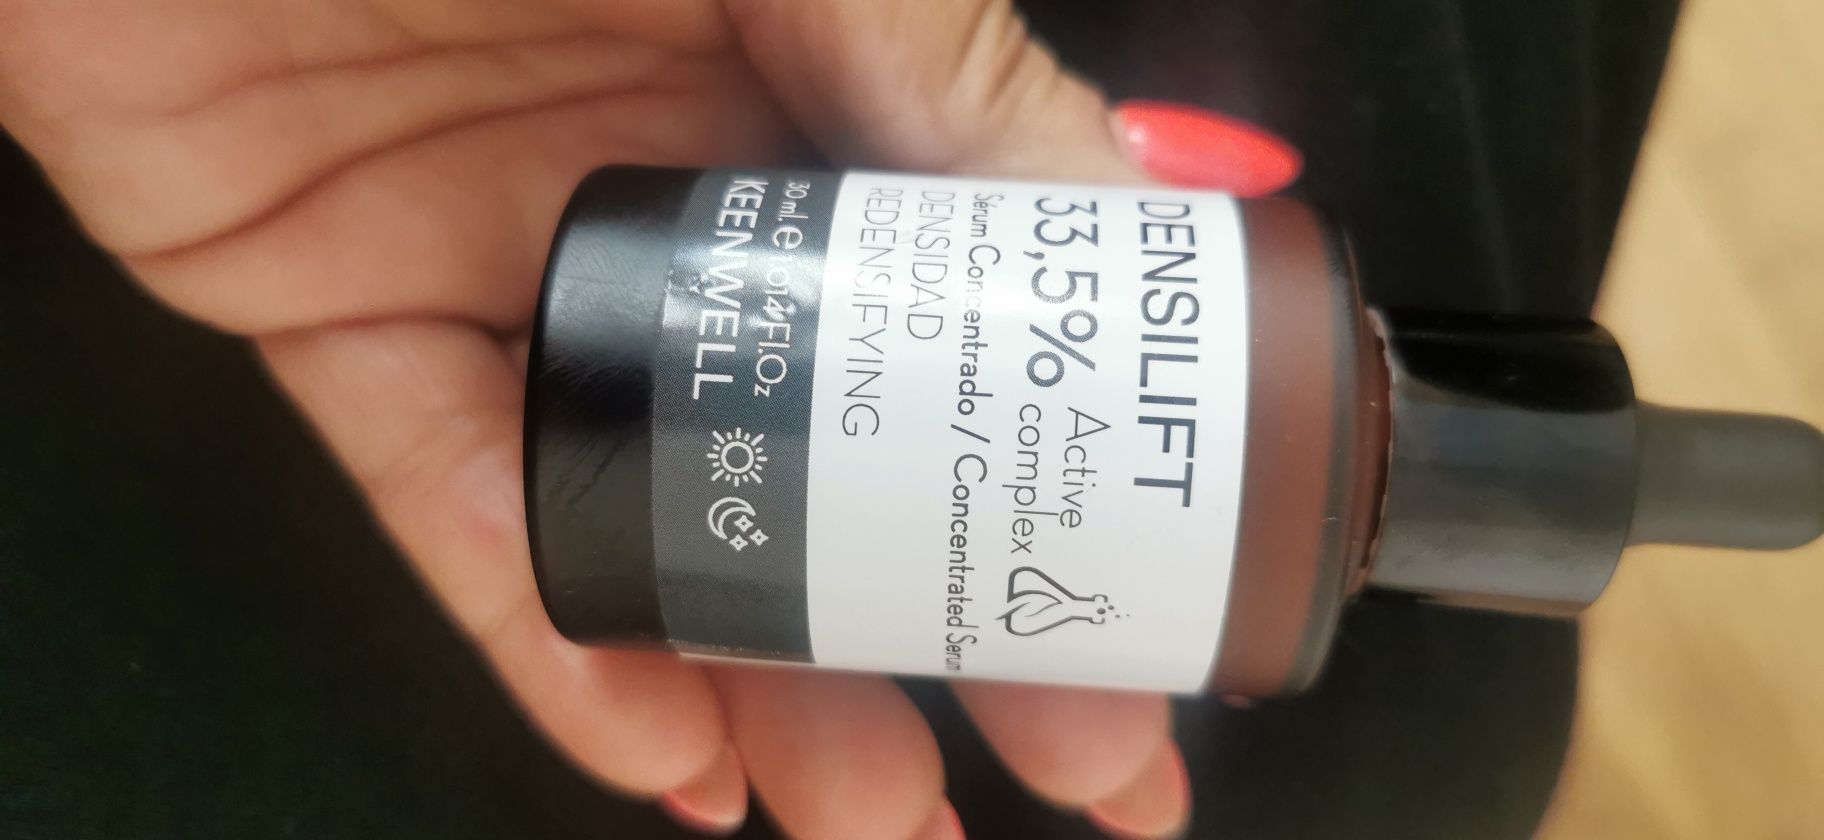 DENSILIFT
33,5% Active complex
Sérum Concentrado / Concentrated Serum
DENSIDAD
REDENSIFYING
30 ml. e 1.014 Fl.Oz
KEENWELL